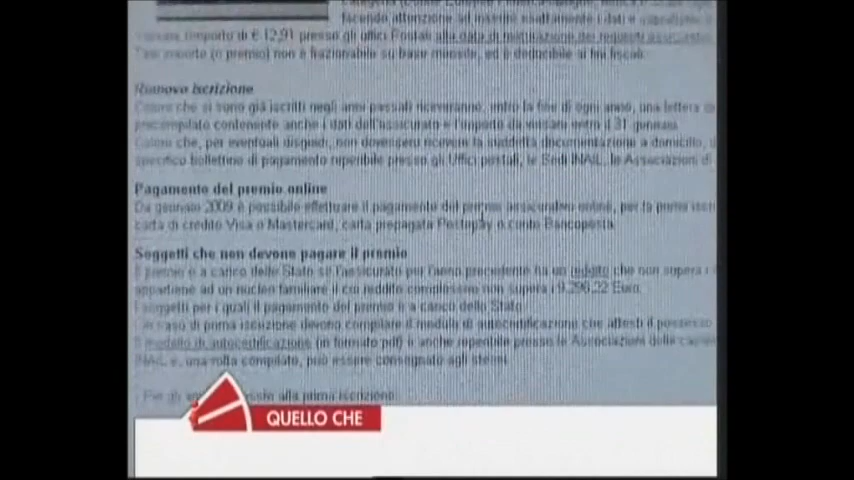 facendo attenzione ad inserire esattamente i dati e
importo di € 12,91 presso gli uffici Postali alla data di maturazione dei requisiti
importo (o premio) non è frazionabile su base mensile, ed è deducibile ai fini fiscali.
Rinnovo iscrizione
Coloro che si sono già iscritti negli anni passati riceveranno, entro la fine di ogni anno, una lettera
precompilato contenente anche i dati dell'assicurato e l'importo da versare entro il 31 gennaio.
Coloro che, per eventuali disguidi, non dovessero ricevere la suddetta documentazione a domicilio,
specifico bollettino di pagamento reperibile presso gli Uffici postali, le Sedi INAIL, le Associazioni di
Pagamento del premio online
Da gennaio 2009 è possibile effettuare il pagamento del premio assicurativo online, per la prima
carta di credito Visa o Mastercard, carta prepagata Postepay o conto Bancoposta.
Soggetti che non devono pagare il premio
Il premio è a carico dello Stato se l'assicurato per l'anno precedente ha un reddito che non supera i
appartiene ad un nucleo familiare il cui reddito complessivo non supera i 9.296,22 Euro.
I soggetti per i quali il pagamento del premio è a carico dello Stato
in caso di prima iscrizione devono compilare il modulo di autocertificazione che attesti il possesso
Il modello di autocertificazione (in formato pdf) è anche reperibile presso le Associazioni delle
INAIL e, una volta compilato, può essere consegnato agli stessi.
Per gli alla prima iscrizione
QUELLO CHE